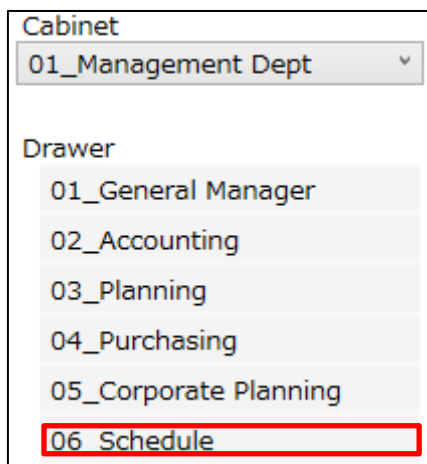 Cabinet
01_Management Dept
Drawer
01_General Manager
02_Accounting
03_Planning
04_Purchasing
05_Corporate Planning
06_Schedule